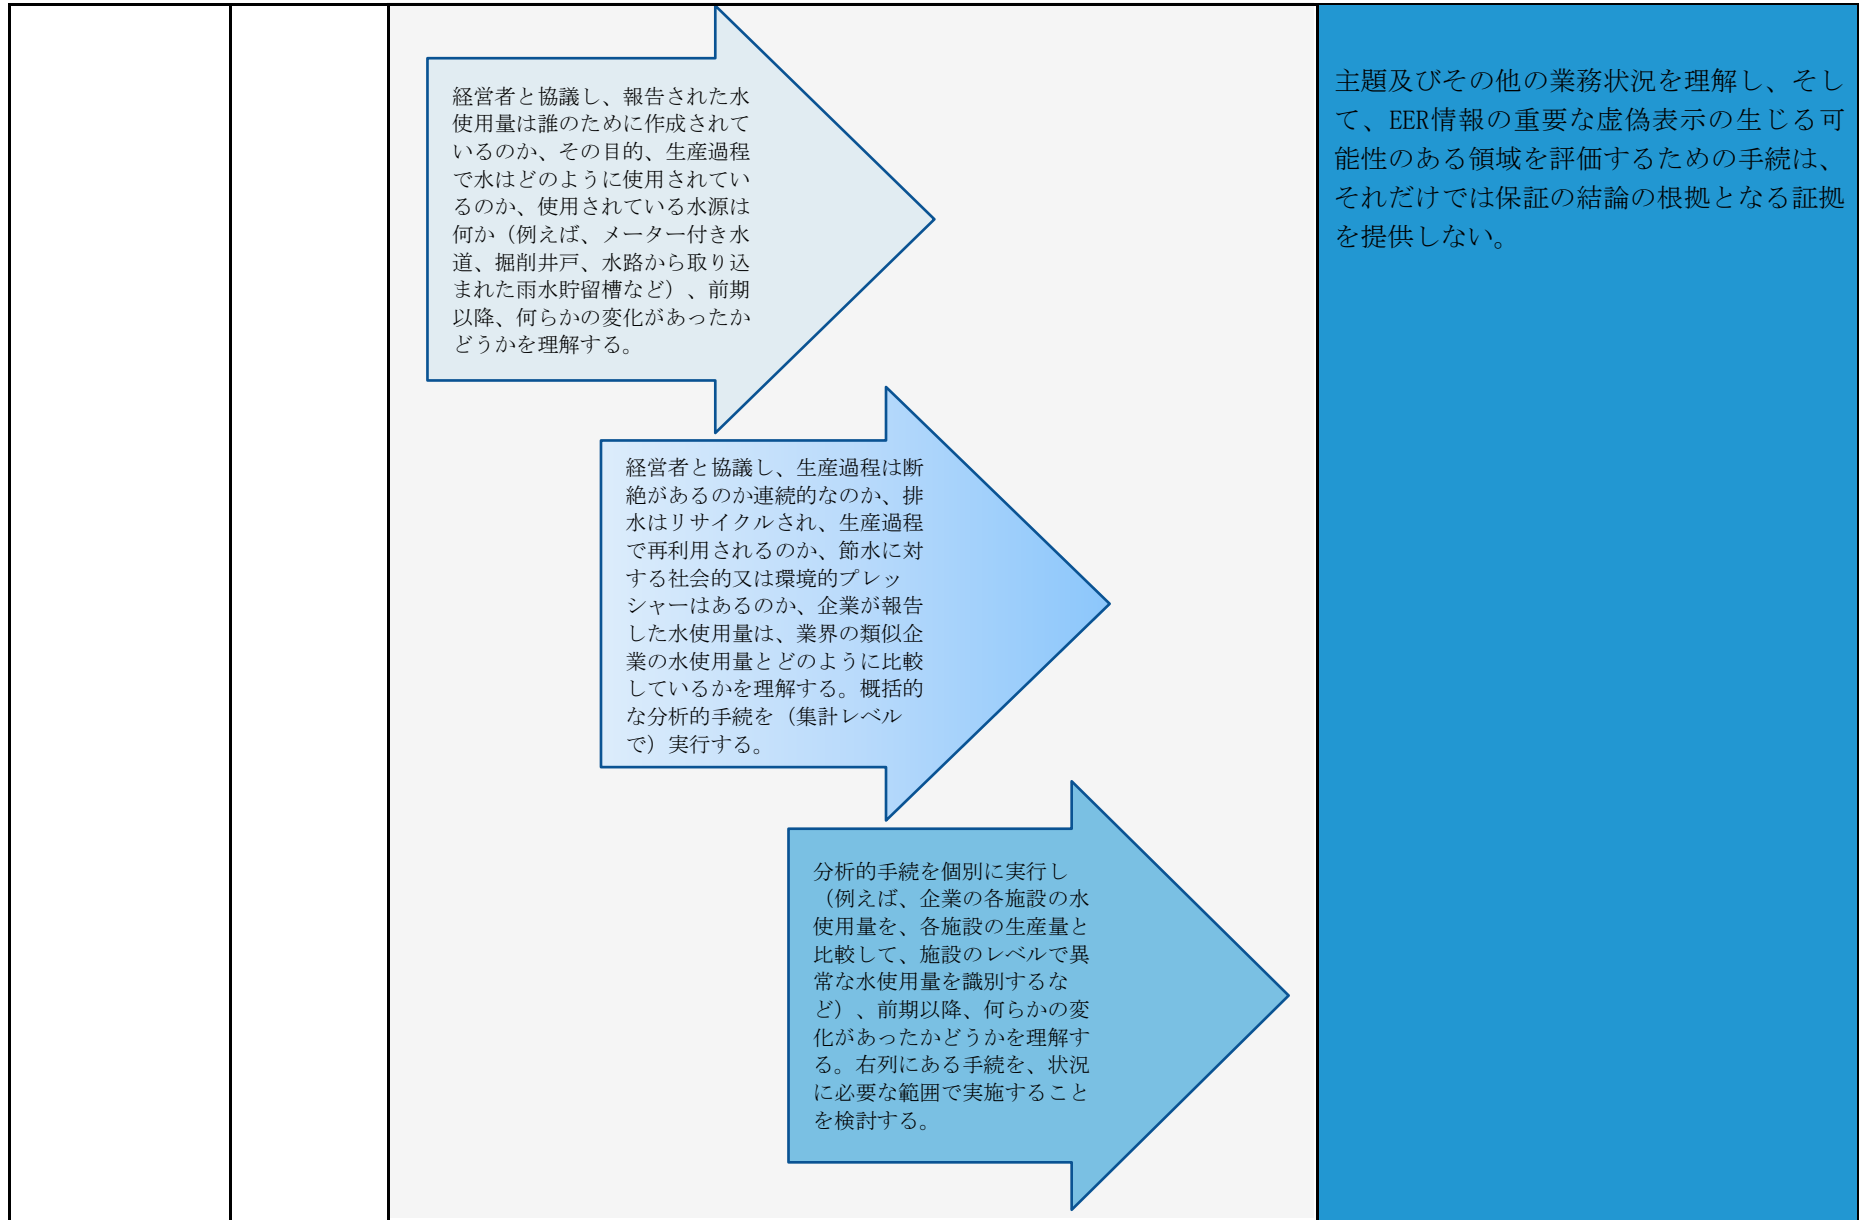 経営者と協議し、報告された水
使用量は誰のために作成されて
いるのか、その目的、生産過程
で水はどのように使用されてい
るのか、使用されている水源は
何か（例えば、メーター付き水
道、掘削井戸、水路から取り込
まれた雨水貯留槽など）、前期
以降、何らかの変化があったか
どうかを理解する。
経営者と協議し、生産過程は断
絶があるのか連続的なのか、排
水はリサイクルされ、生産過程
で再利用されるのか、節水に対
する社会的又は環境的プレッ
シャーはあるのか、企業が報告
した水使用量は、業界の類似企
業の水使用量とどのように比較
しているかを理解する。概括的
な分析的手続を（集計レベル
で）実行する。
分析的手続を個別に実行し
（例えば、企業の各施設の水
使用量を、各施設の生産量と
比較して、施設のレベルで異
常な水使用量を識別するな
ど）、前期以降、何らかの変
化があったかどうかを理解す
る。右列にある手続を、状況
に必要な範囲で実施すること
を検討する。
主題及びその他の業務状況を理解し、そし
て、EER情報の重要な虚偽表示の生じる可
能性のある領域を評価するための手続は、
それだけでは保証の結論の根拠となる証拠
を提供しない。